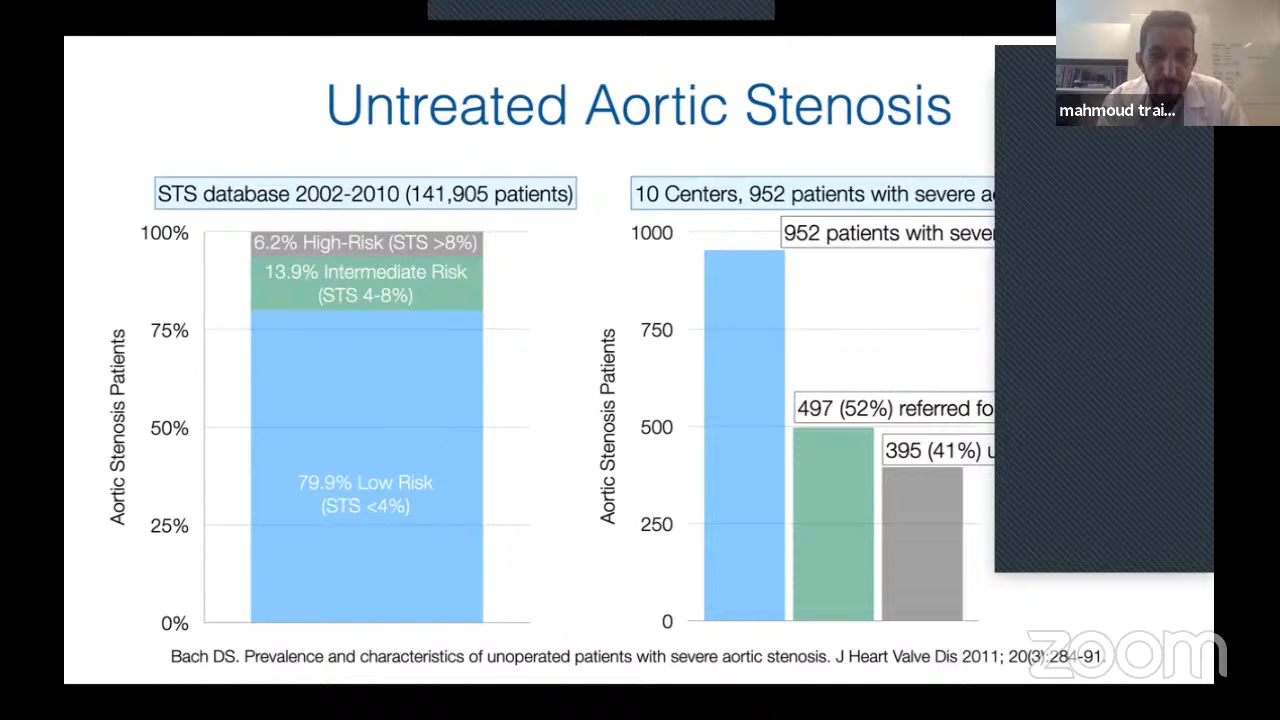 Untreated Aortic Stenosis
mahmoud trai...
STS database 2002-2010 (141,905 patients)
100%
75%
50%
25%
0%
Aortic Stenosis Patients
6.2% High-Risk (STS >8%)
13.9% Intermediate Risk
(STS 4-8%)
79.9% Low Risk
(STS <4%)
10 Centers, 952 patients with severe
1000
750
500
250
0
Aortic Stenosis Patients
952 patients with seve
497 (52%) referred fo
395 (41%) u
Bach DS. Prevalence and characteristics of unoperated patients with severe aortic stenosis. J Heart Valve Dis 2011; 20(3):284-91.
zoom